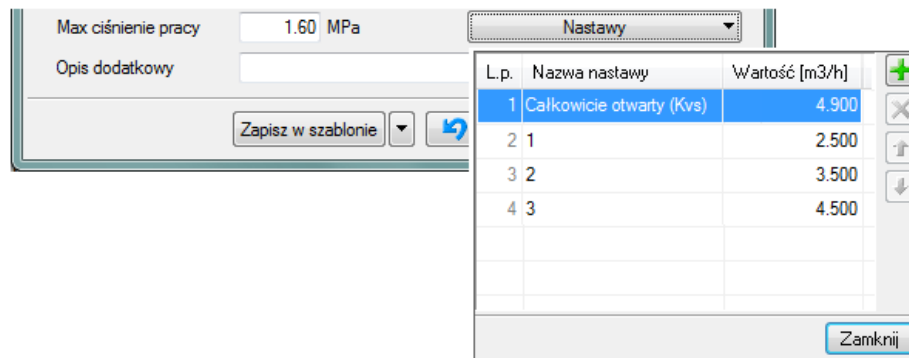 Max ciśnienie pracy 1.60 MPa Nastawy
Opis dodatkowy
Zapisz w szablonie
L.p. Nazwa nastawy Wartość [m3/h]
1 Całkowicie otwarty (Kvs) 4.900
2 1 2.500
3 2 3.500
4 3 4.500
Zamknij